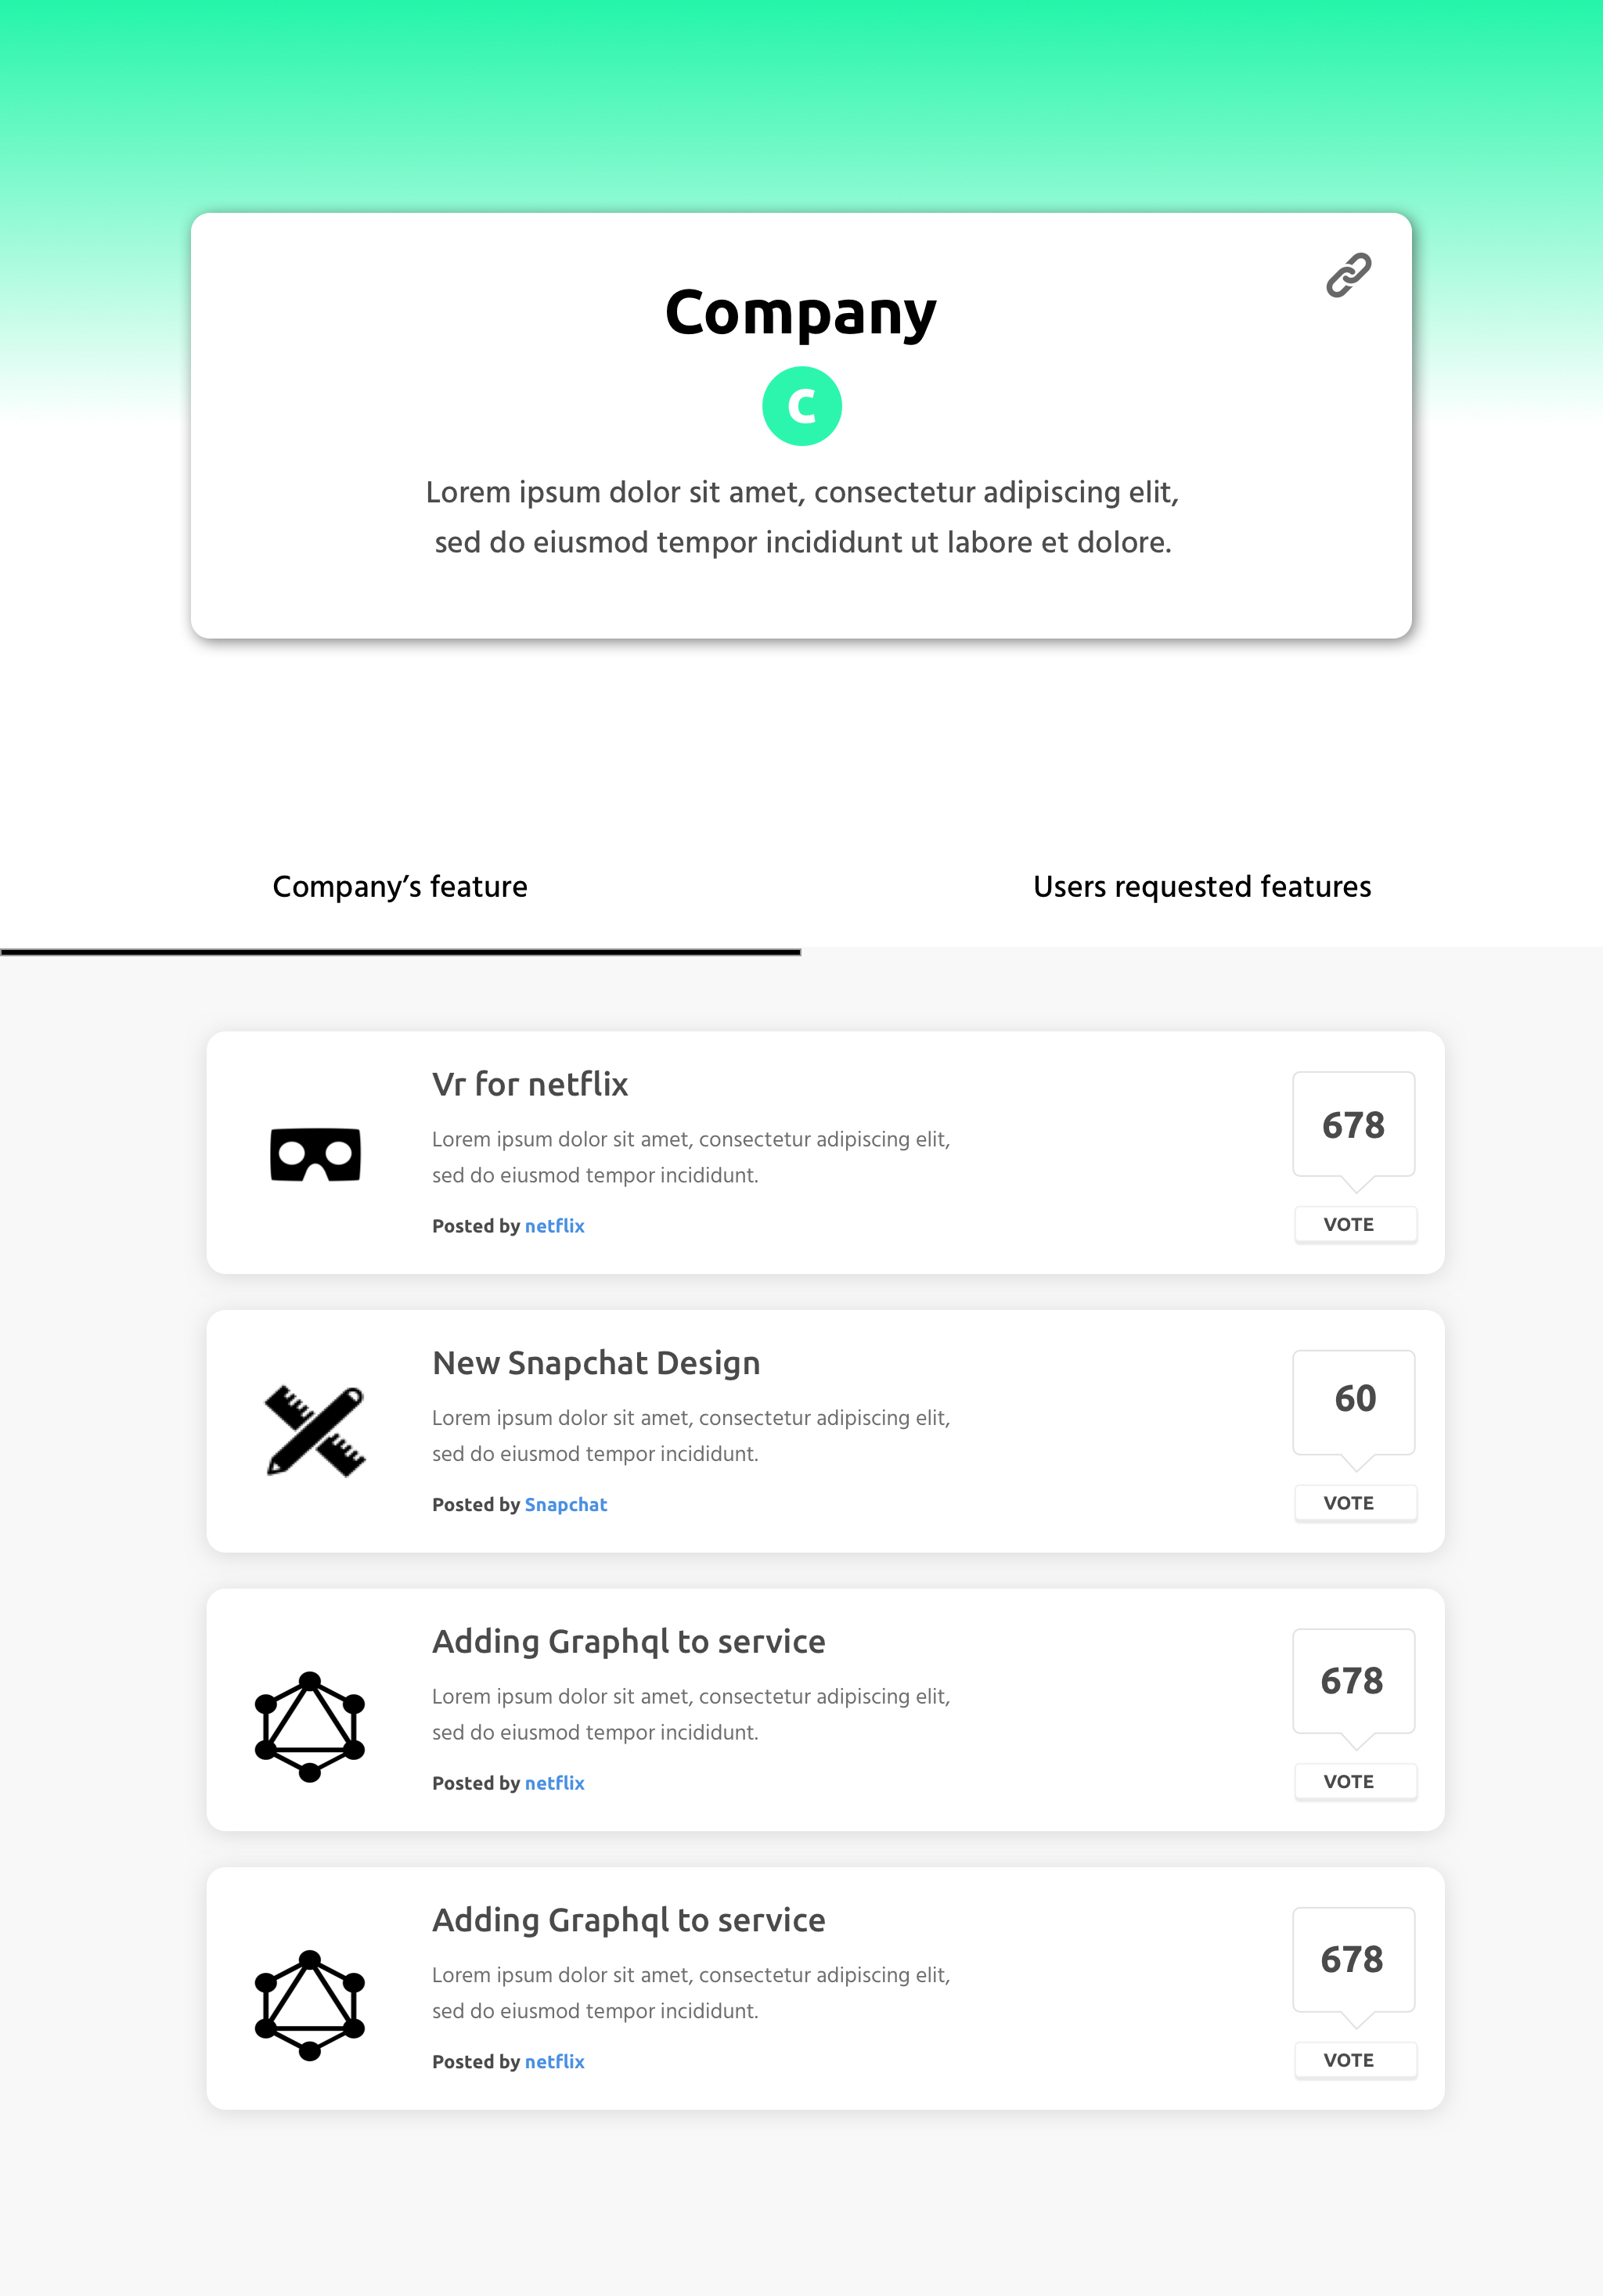 Company
C
Lorem ipsum dolor sit amet, consectetur adipiscing elit,
sed do eiusmod tempor incididunt ut labore et dolore.
Company’s feature
Users requested features
Vr for netflix
Lorem ipsum dolor sit amet, consectetur adipiscing elit,
sed do eiusmod tempor incididunt.
Posted by netflix
678
VOTE
New Snapchat Design
Lorem ipsum dolor sit amet, consectetur adipiscing elit,
sed do eiusmod tempor incididunt.
Posted by Snapchat
60
VOTE
Adding Graphql to service
Lorem ipsum dolor sit amet, consectetur adipiscing elit,
sed do eiusmod tempor incididunt.
Posted by netflix
678
VOTE
Adding Graphql to service
Lorem ipsum dolor sit amet, consectetur adipiscing elit,
sed do eiusmod tempor incididunt.
Posted by netflix
678
VOTE